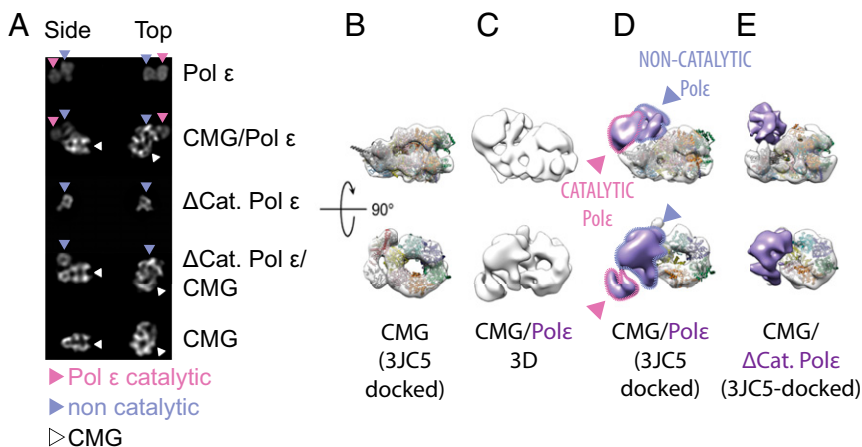 A
Side Top
Pol ε
CMG/Pol ε
ΔCat. Pol ε
ΔCat. Pol ε/
CMG
CMG
Pol ε catalytic
non catalytic
CMG
90°
B
CMG
(3JC5
docked)
C
CMG/Polε
3D
D
NON-CATALYTIC
Polε
CATALYTIC
Polε
CMG/Polε
(3JC5
docked)
E
CMG/
ΔCat. Polε
(3JC5-docked)